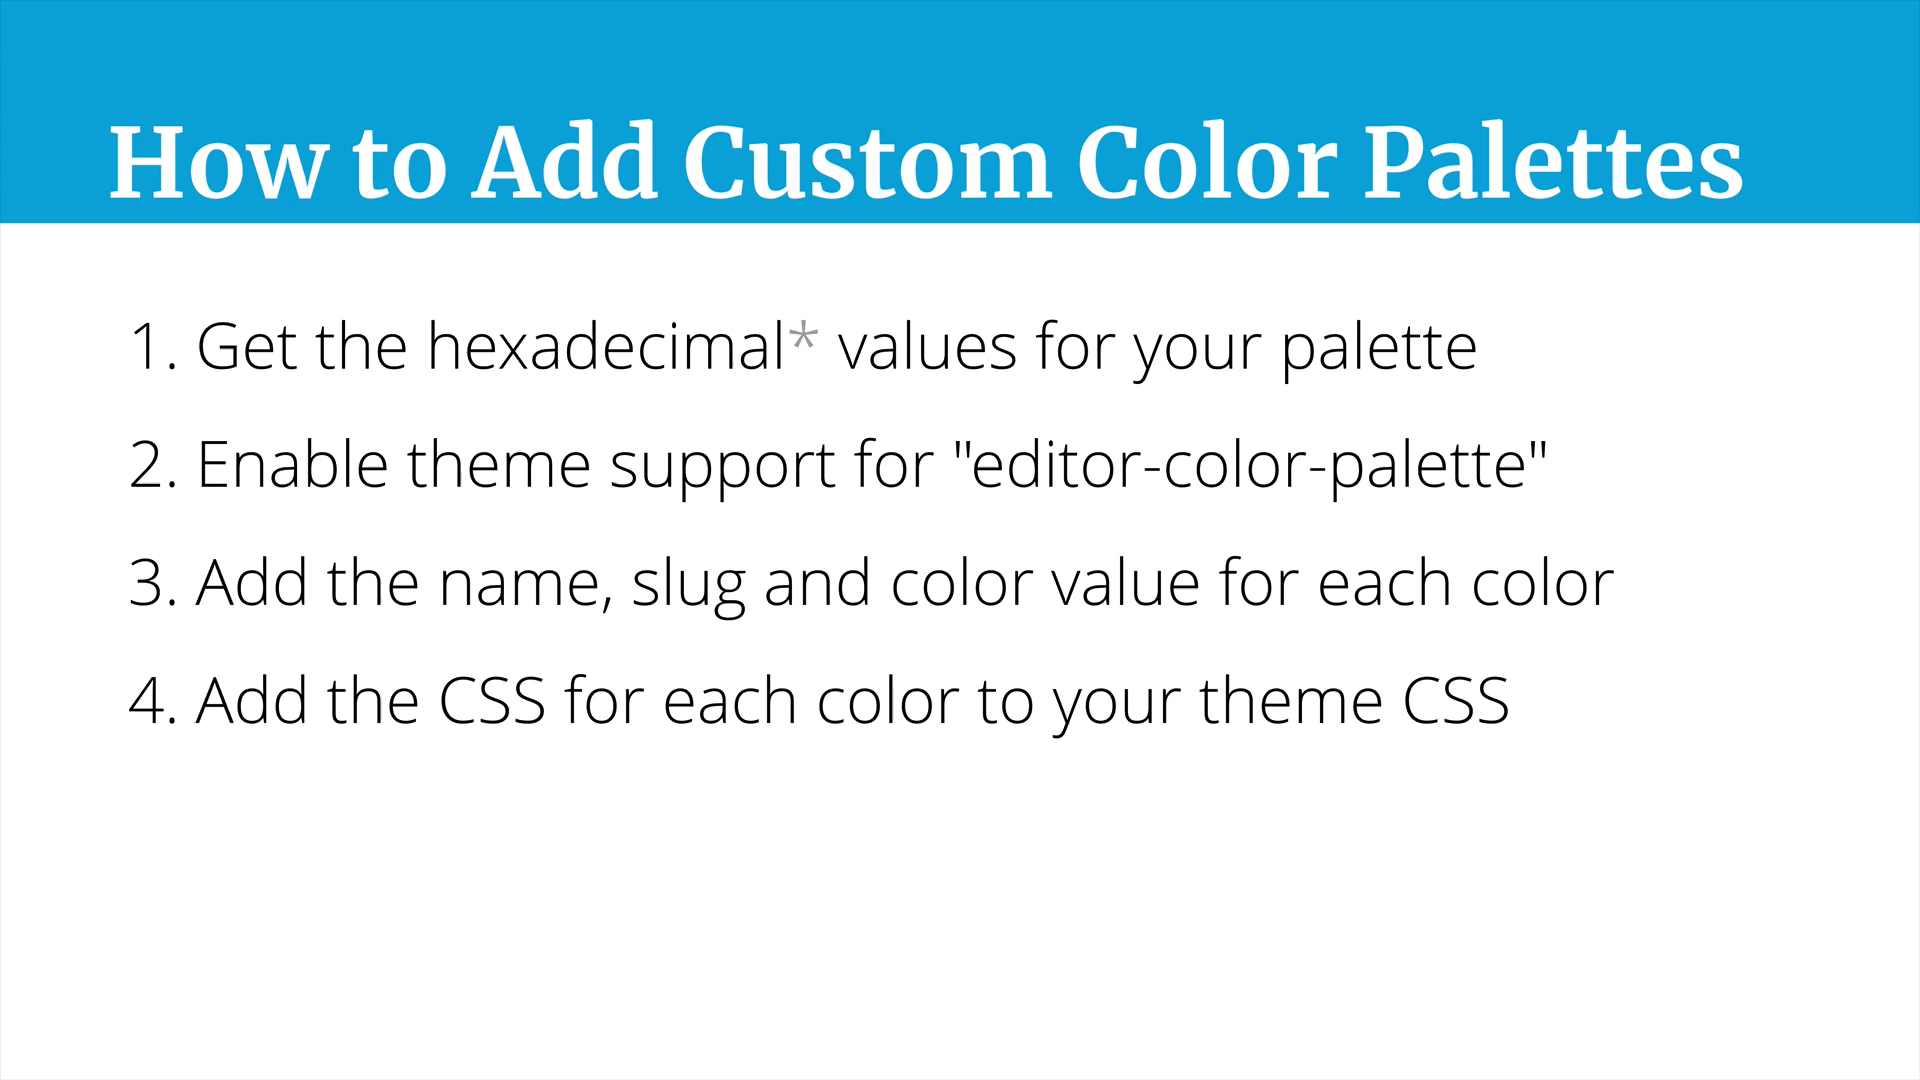 How to Add Custom Color Palettes
1. Get the hexadecimal* values for your palette
2. Enable theme support for "editor-color-palette"
3. Add the name, slug and color value for each color
4. Add the CSS for each color to your theme CSS